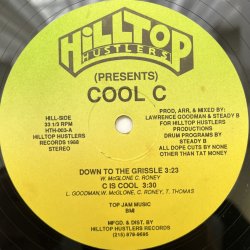 HiLLTOP
HUSTLERS
(PRESENTS)
COOL C
HILL-SIDE
33 1/3 RPM
HTH-003-A
HILLTOP
HUSTLERS
RECORDS 1988
STEREO
PROD, ARR, & MIXED BY:
LAWRENCE GOODMAN & STEADY B
FOR HILLTOP HUSTLERS
PRODUCTIONS
DRUM PROGRAMS BY
STEADY B
ALL DOPE CUTS BY NONE
OTHER THAN TAT MONEY
DOWN TO THE GRISSLE 3:23
W. McGLONE C. RONEY
C IS COOL 3:30
L. GOODMAN,W. McGLONE, C. RONEY, T. THOMAS
TOP JAM MUSIC
BMI
MFGD. & DIST. BY
HILLTOP HUSTLERS RECORDS
(215) 879-9695